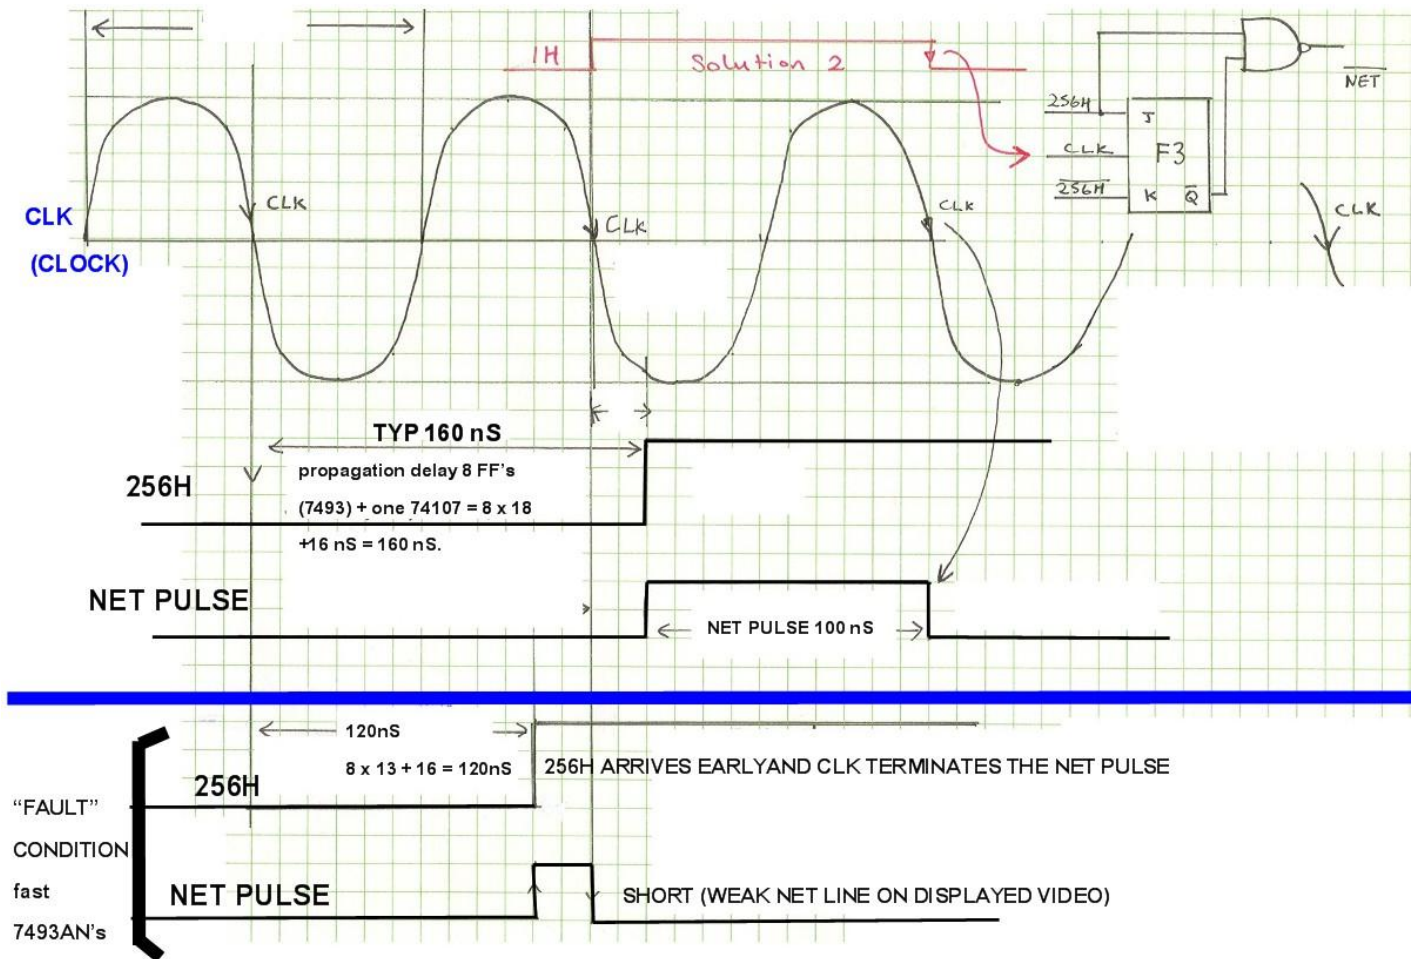 1H
Solution 2
NET
256H
J
CLK
F3
256H
K
Q
CLK
CLK
CLK
CLK
CLK
(CLOCK)
TYP 160 nS
propagation delay 8 FF's
(7493) + one 74107 = 8 x 18
+16 nS = 160 nS.
256H
NET PULSE
NET PULSE 100 nS
120nS
8 x 13 + 16 = 120nS
256H
256H ARRIVES EARLYAND CLK TERMINATES THE NET PULSE
“FAULT”
CONDITION
fast
7493AN's
NET PULSE
SHORT (WEAK NET LINE ON DISPLAYED VIDEO)